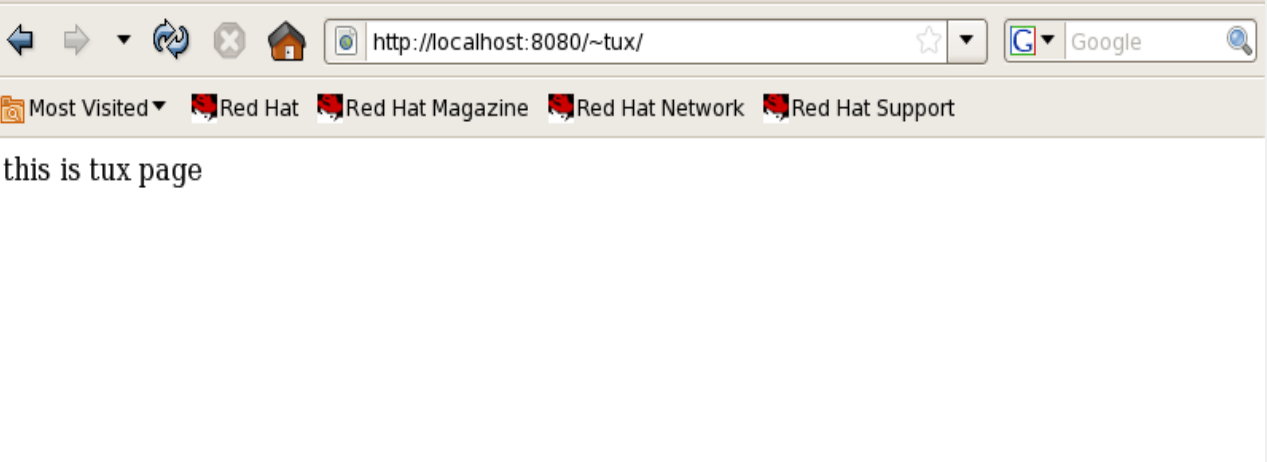 http://localhost:8080/~tux/ G Google
Most Visited Red Hat Red Hat Magazine Red Hat Network Red Hat Support
this is tux page